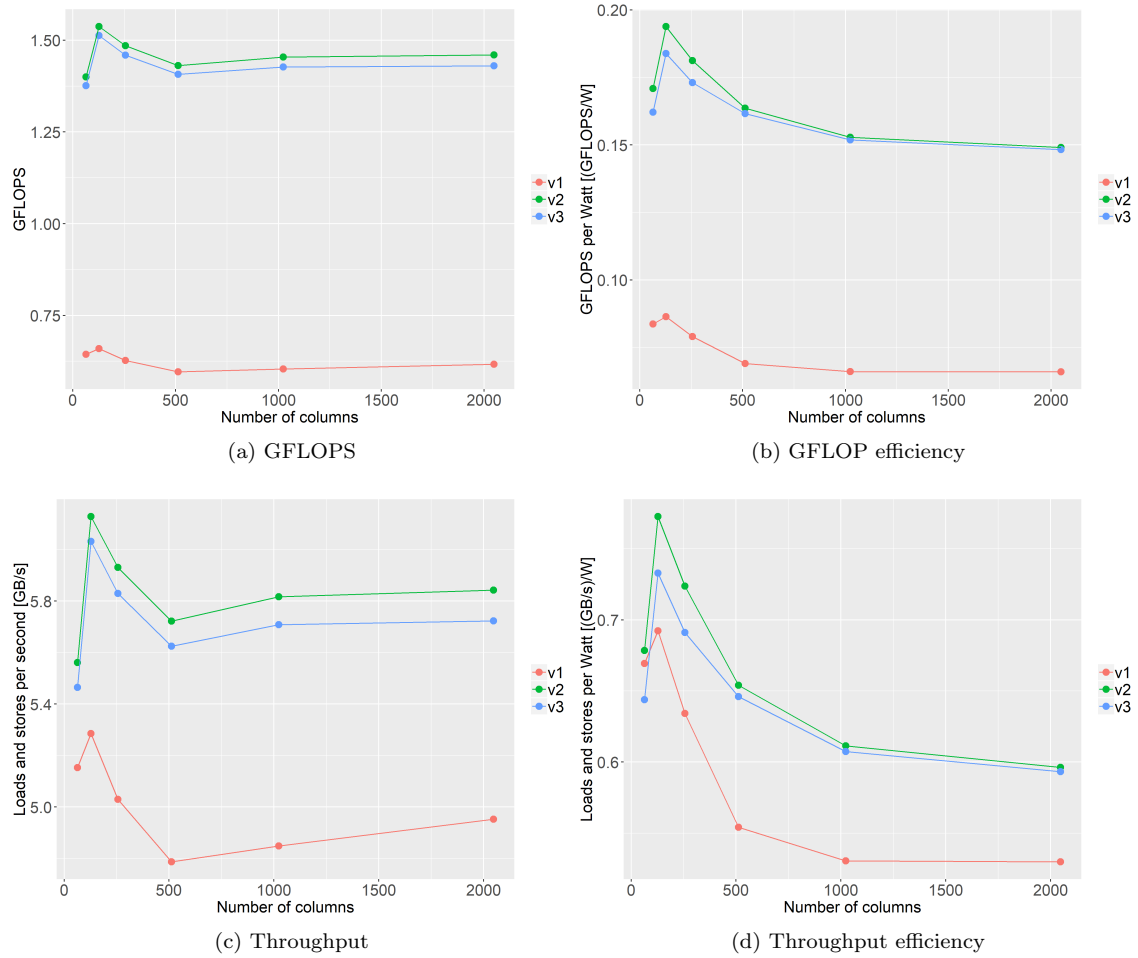 GFLOPS
1.50
1.25
1.00
0.75
0 500 1000 1500 2000
Number of columns
v1
v2
v3
(a) GFLOPS
GFLOPS per Watt [(GFLOPS/W]
0.20
0.15
0.10
0 500 1000 1500 2000
Number of columns
v1
v2
v3
(b) GFLOP efficiency
Loads and stores per second [GB/s]
5.8
5.4
5.0
0 500 1000 1500 2000
Number of columns
v1
v2
v3
(c) Throughput
Loads and stores per Watt [(GB/s)/W]
0.7
0.6
0 500 1000 1500 2000
Number of columns
v1
v2
v3
(d) Throughput efficiency